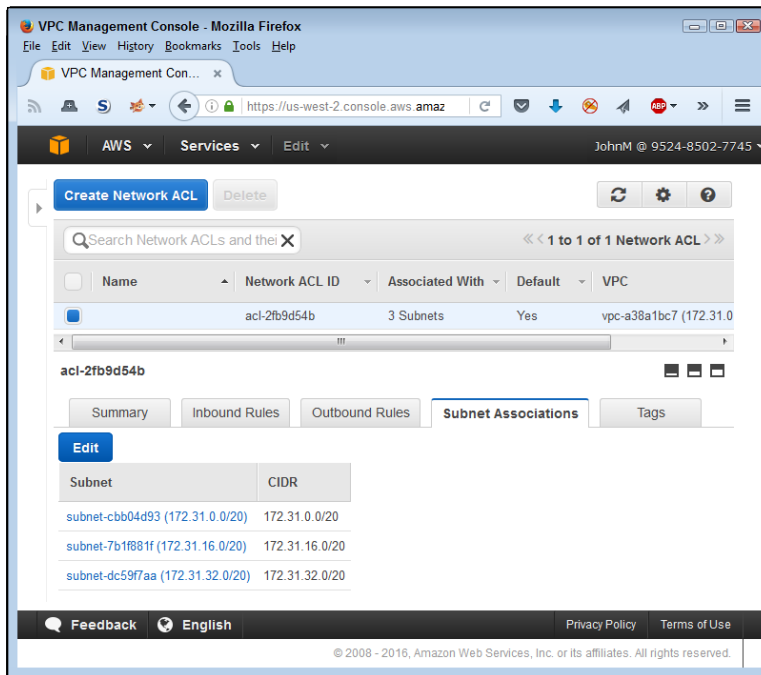 VPC Management Console - Mozilla Firefox
File Edit View History Bookmarks Tools Help
VPC Management Con... ×
S https://us-west-2.console.aws.amaz ABP »
AWS Services Edit JohnM @ 9524-8502-7745
Create Network ACL Delete
Search Network ACLs and thei 1 to 1 of 1 Network ACL
Name Network ACL ID Associated With Default VPC
acl-2fb9d54b 3 Subnets Yes vpc-a38a1bc7 (172.31.0
acl-2fb9d54b
Summary Inbound Rules Outbound Rules Subnet Associations Tags
Edit
Subnet CIDR
subnet-cbb04d93 (172.31.0.0/20) 172.31.0.0/20
subnet-7b1f881f (172.31.16.0/20) 172.31.16.0/20
subnet-dc59f7aa (172.31.32.0/20) 172.31.32.0/20
Feedback English Privacy Policy Terms of Use
© 2008 - 2016, Amazon Web Services, Inc. or its affiliates. All rights reserved.